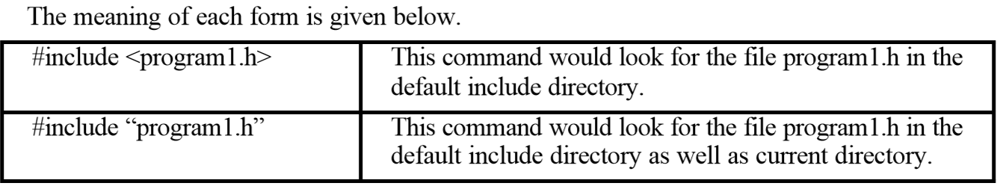 The meaning of each form is given below.
#include <program1.h>
This command would look for the file program1.h in the
default include directory.
#include “program1.h”
This command would look for the file program1.h in the
default include directory as well as current directory.